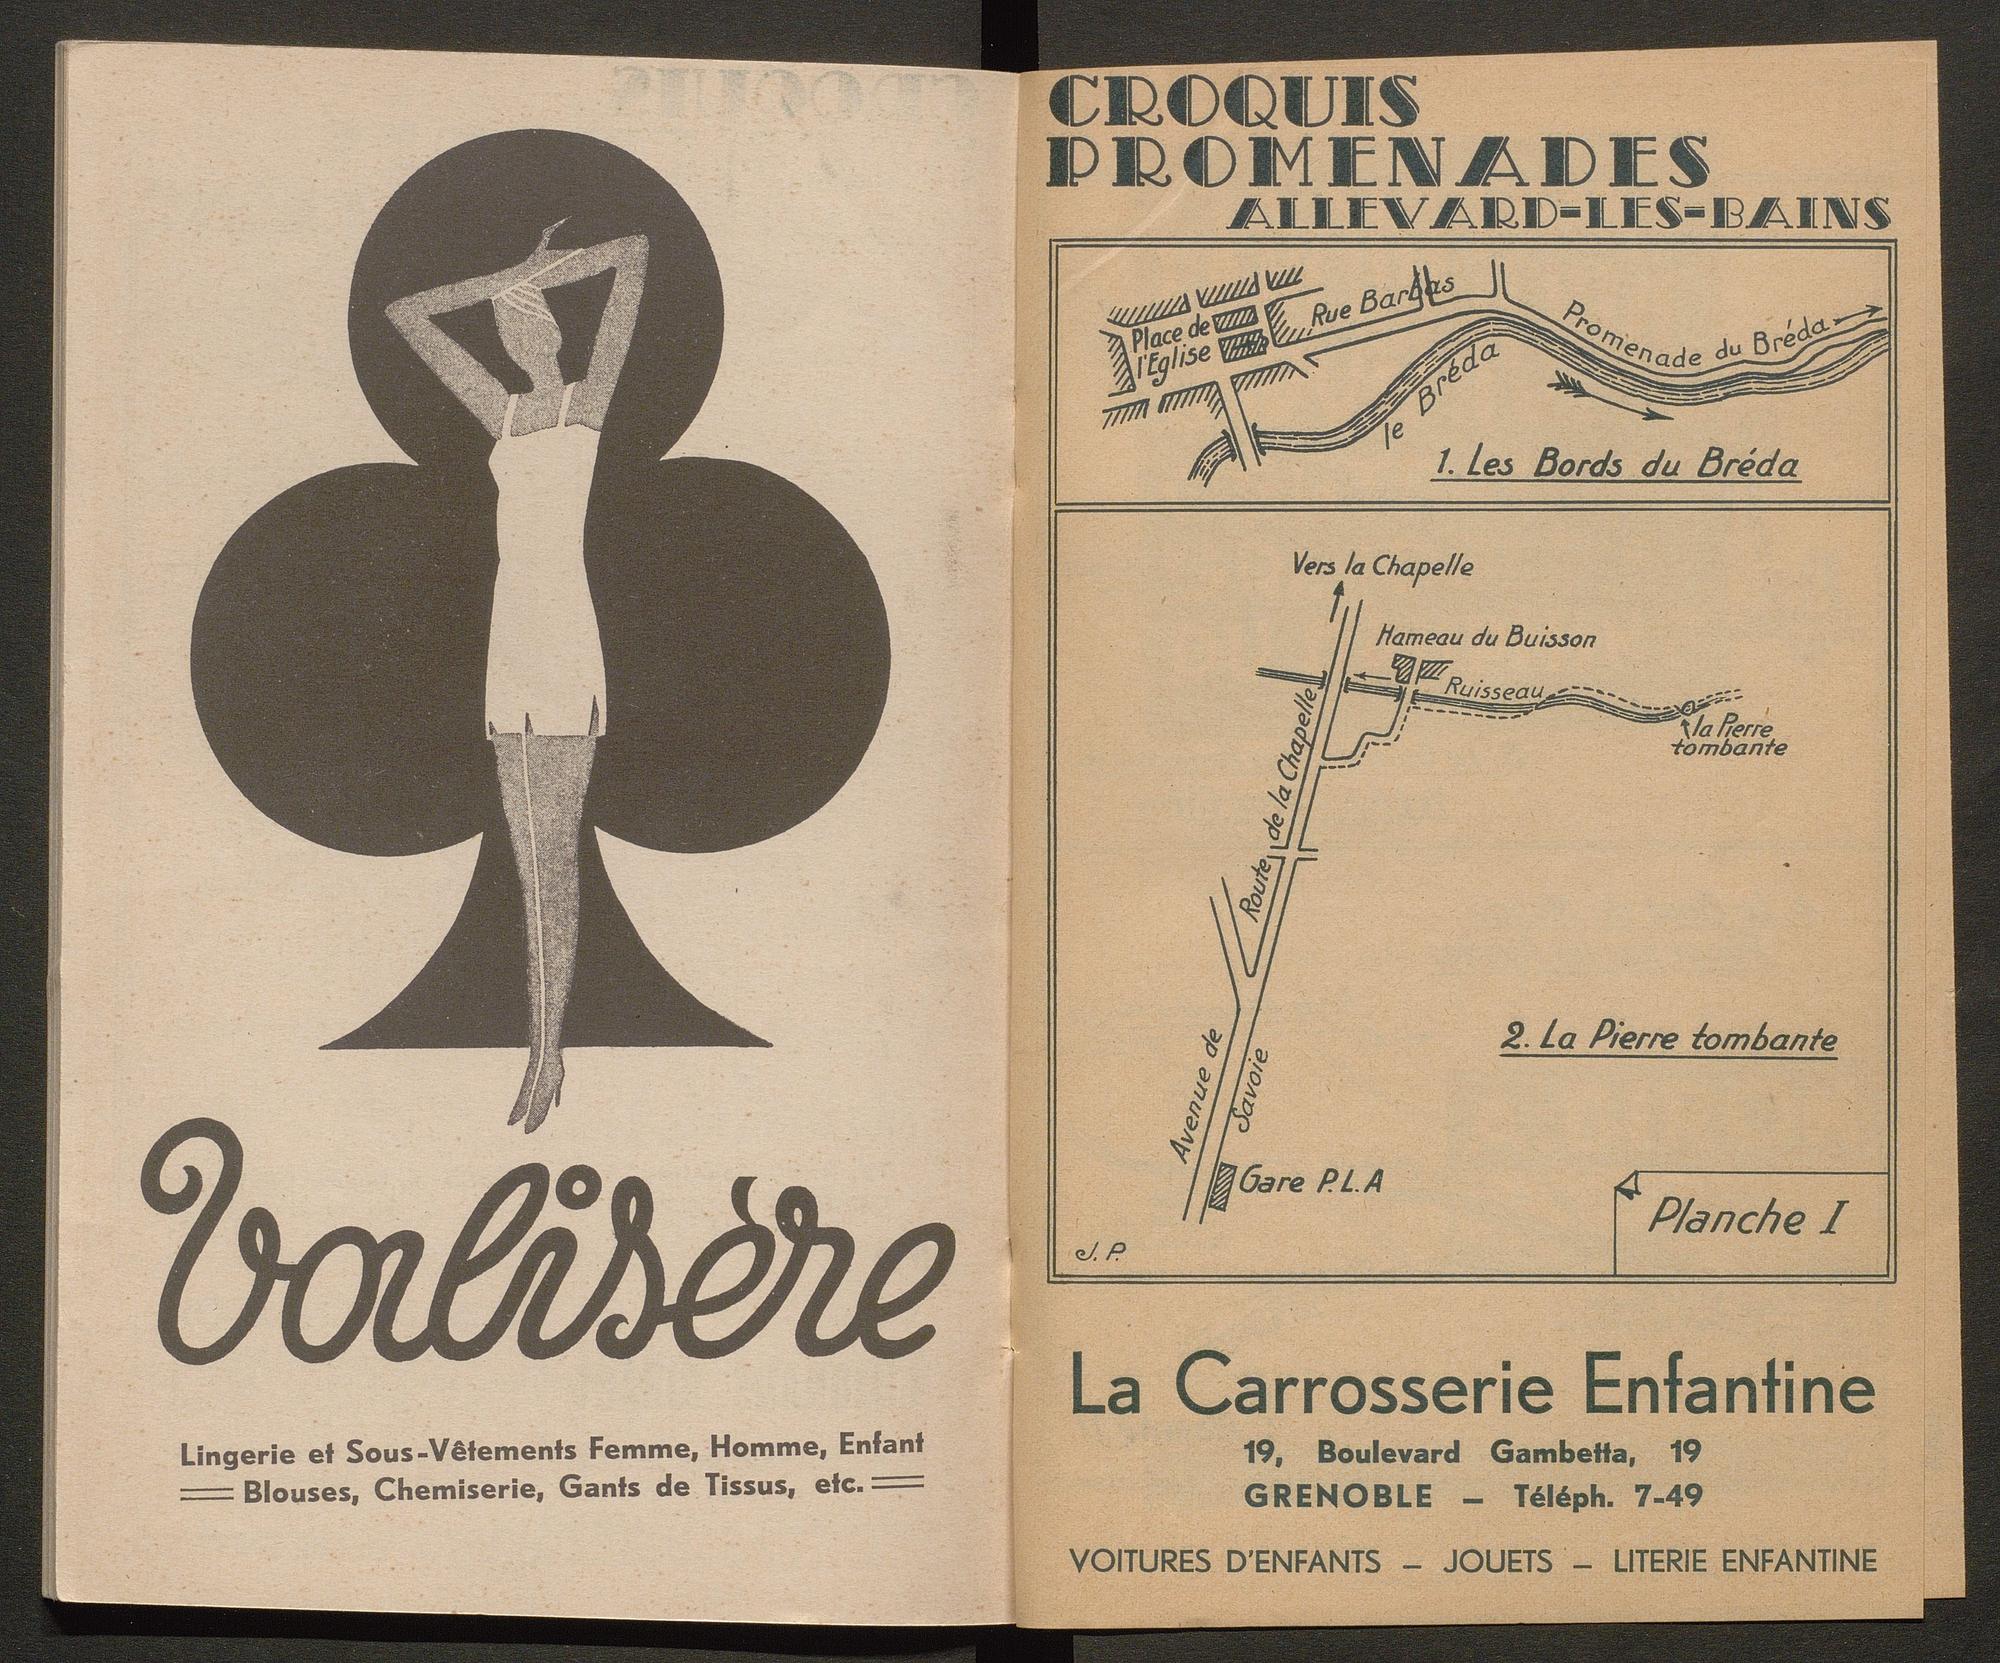 Valisère
Lingerie et Sous-Vêtements Femme, Homme, Enfant
Blouses, Chemiserie, Gants de Tissus, etc.
CROQUIS
PROMENADES
ALLEVARD-LES-BAINS
Place de
l'Eglise
Rue Barbas
Promenade du Bréda
le Bréda
1. Les Bords du Bréda
Vers la Chapelle
Hameau du Buisson
Ruisseau
la Pierre
tombante
Route de la Chapelle
2. La Pierre tombante
Avenue de
Savoie
Gare P.L.A
Planche I
J. P.
La Carrosserie Enfantine
19, Boulevard Gambetta, 19
GRENOBLE — Téléph. 7-49
VOITURES D'ENFANTS — JOUETS — LITERIE ENFANTINE